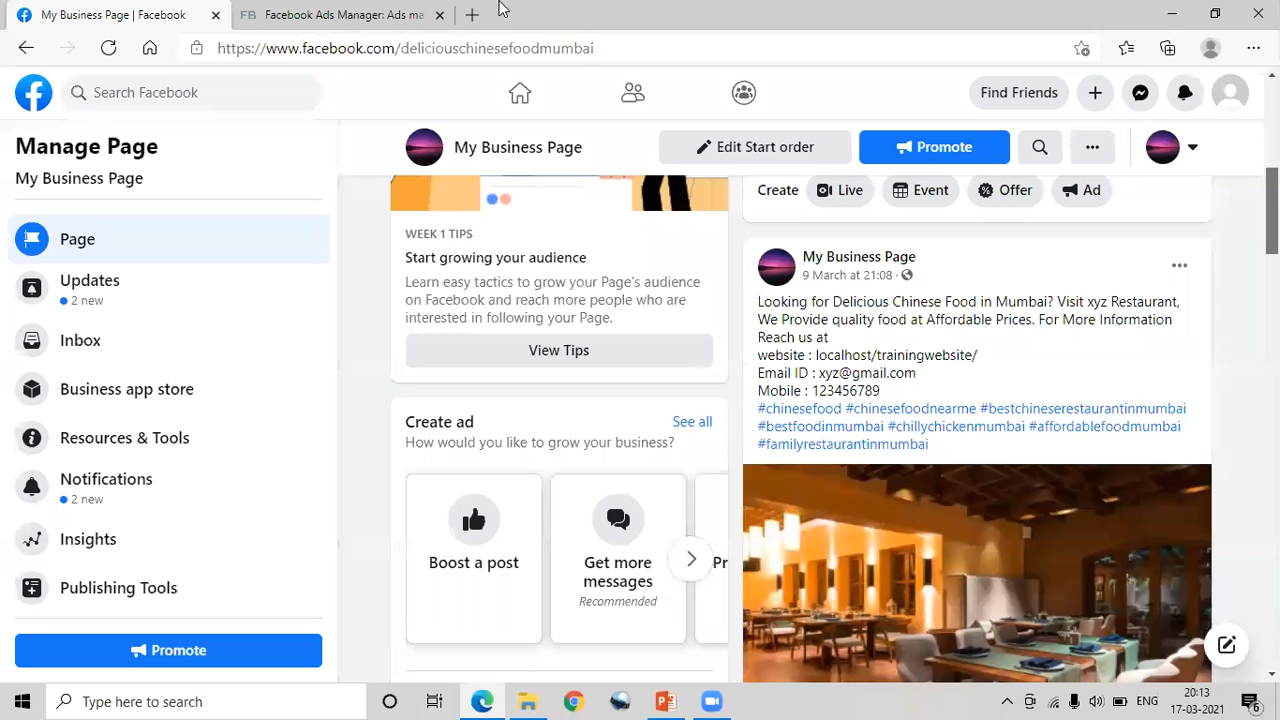 My Business Page | Facebook
FB Facebook Ads Manager: Ads ma
https://www.facebook.com/deliciouschinesefoodmumbai
Search Facebook
Find Friends
Manage Page
My Business Page
My Business Page
Edit Start order
Promote
Page
Updates
2 new
Inbox
Business app store
Resources & Tools
Notifications
2 new
Insights
Publishing Tools
Promote
WEEK 1 TIPS
Start growing your audience
Learn easy tactics to grow your Page's audience
on Facebook and reach more people who are
interested in following your Page.
View Tips
Create ad
See all
How would you like to grow your business?
Boost a post
Get more
messages
Recommended
Pr
Create
Live
Event
Offer
Ad
My Business Page
9 March at 21:08 ·
Looking for Delicious Chinese Food in Mumbai? Visit xyz Restaurant,
We Provide quality food at Affordable Prices. For More Information
Reach us at
website : localhost/trainingwebsite/
Email ID : xyz@gmail.com
Mobile : 123456789
#chinesefood #chinesefoodnearme #bestchineserestaurantinmumbai
#bestfoodinmumbai #chillychickenmumbai #affordablefoodmumbai
#familyrestaurantinmumbai
Type here to search
ENG
20:13
17-03-2021
6